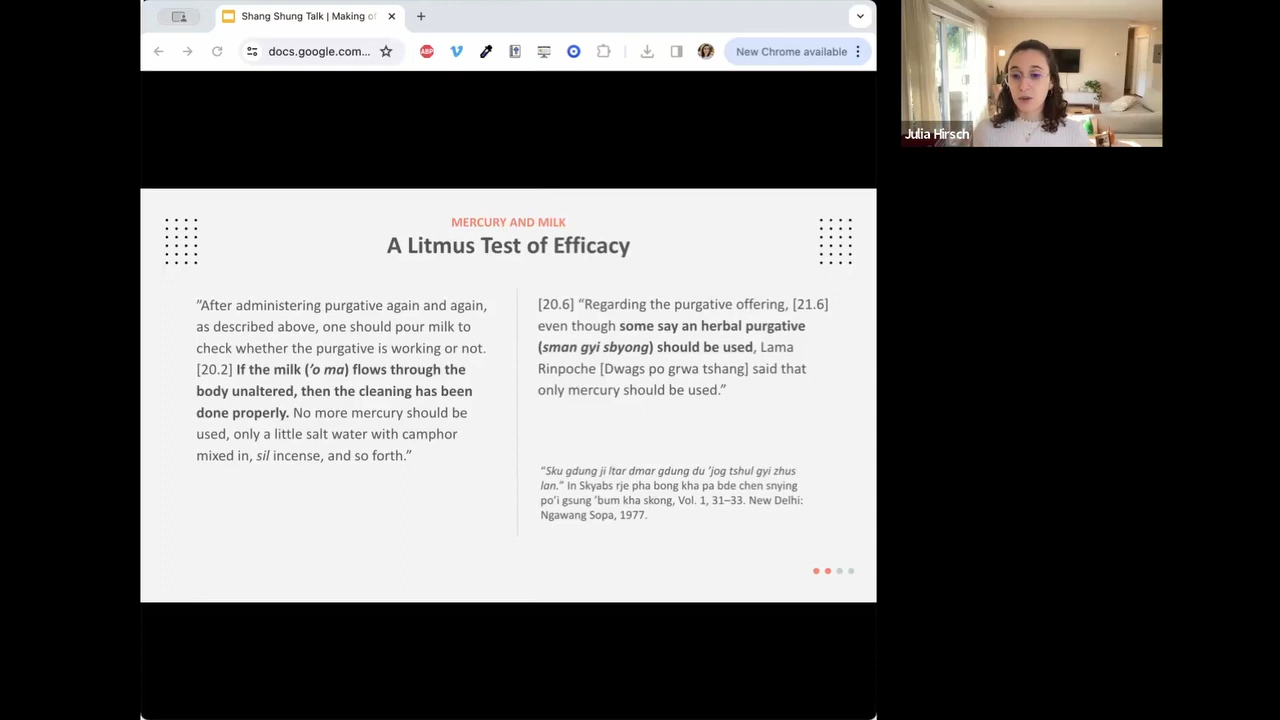 Shang Shung Talk | Making of
docs.google.com...
ABP
New Chrome available
Julia Hirsch
MERCURY AND MILK
A Litmus Test of Efficacy
"After administering purgative again and again,
as described above, one should pour milk to
check whether the purgative is working or not.
[20.2] If the milk ('o ma) flows through the
body unaltered, then the cleaning has been
done properly. No more mercury should be
used, only a little salt water with camphor
mixed in, sil incense, and so forth."
[20.6] “Regarding the purgative offering, [21.6]
even though some say an herbal purgative
(sman gyi sbyong) should be used, Lama
Rinpoche [Dwags po grwa tshang] said that
only mercury should be used.”
“Sku gdung ji ltar dmar gdung du ’jog tshul gyi zhus
lan.” In Skyabs rje pha bong kha pa bde chen snying
po’i gsung ’bum kha skong, Vol. 1, 31–33. New Delhi:
Ngawang Sopa, 1977.